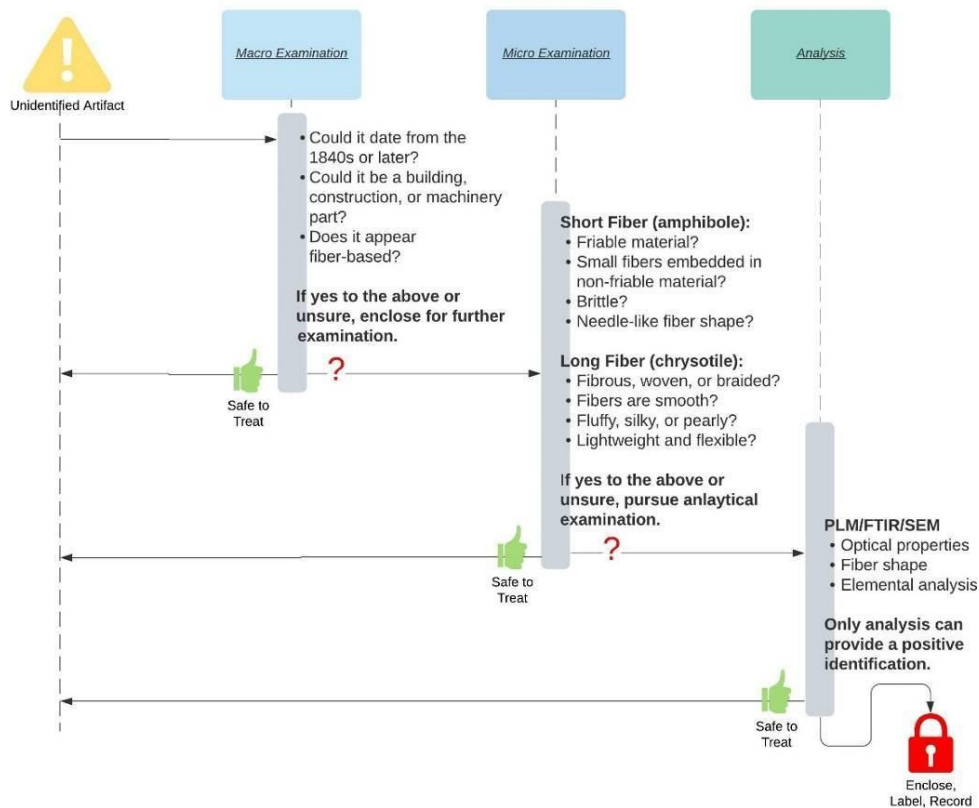 Macro Examination
Micro Examination
Analysis
Unidentified Artifact
• Could it date from the
1840s or later?
• Could it be a building,
construction, or machinery
part?
• Does it appear
fiber-based?
If yes to the above or
unsure, enclose for further
examination.
?
Safe to
Treat
Short Fiber (amphibole):
• Friable material?
• Small fibers embedded in
non-friable material?
• Brittle?
• Needle-like fiber shape?
Long Fiber (chrysotile):
• Fibrous, woven, or braided?
• Fibers are smooth?
• Fluffy, silky, or pearly?
• Lightweight and flexible?
If yes to the above or
unsure, pursue anlaytical
examination.
?
Safe to
Treat
PLM/FTIR/SEM
• Optical properties
• Fiber shape
• Elemental analysis
Only analysis can
provide a positive
identification.
Safe to
Treat
Enclose,
Label, Record